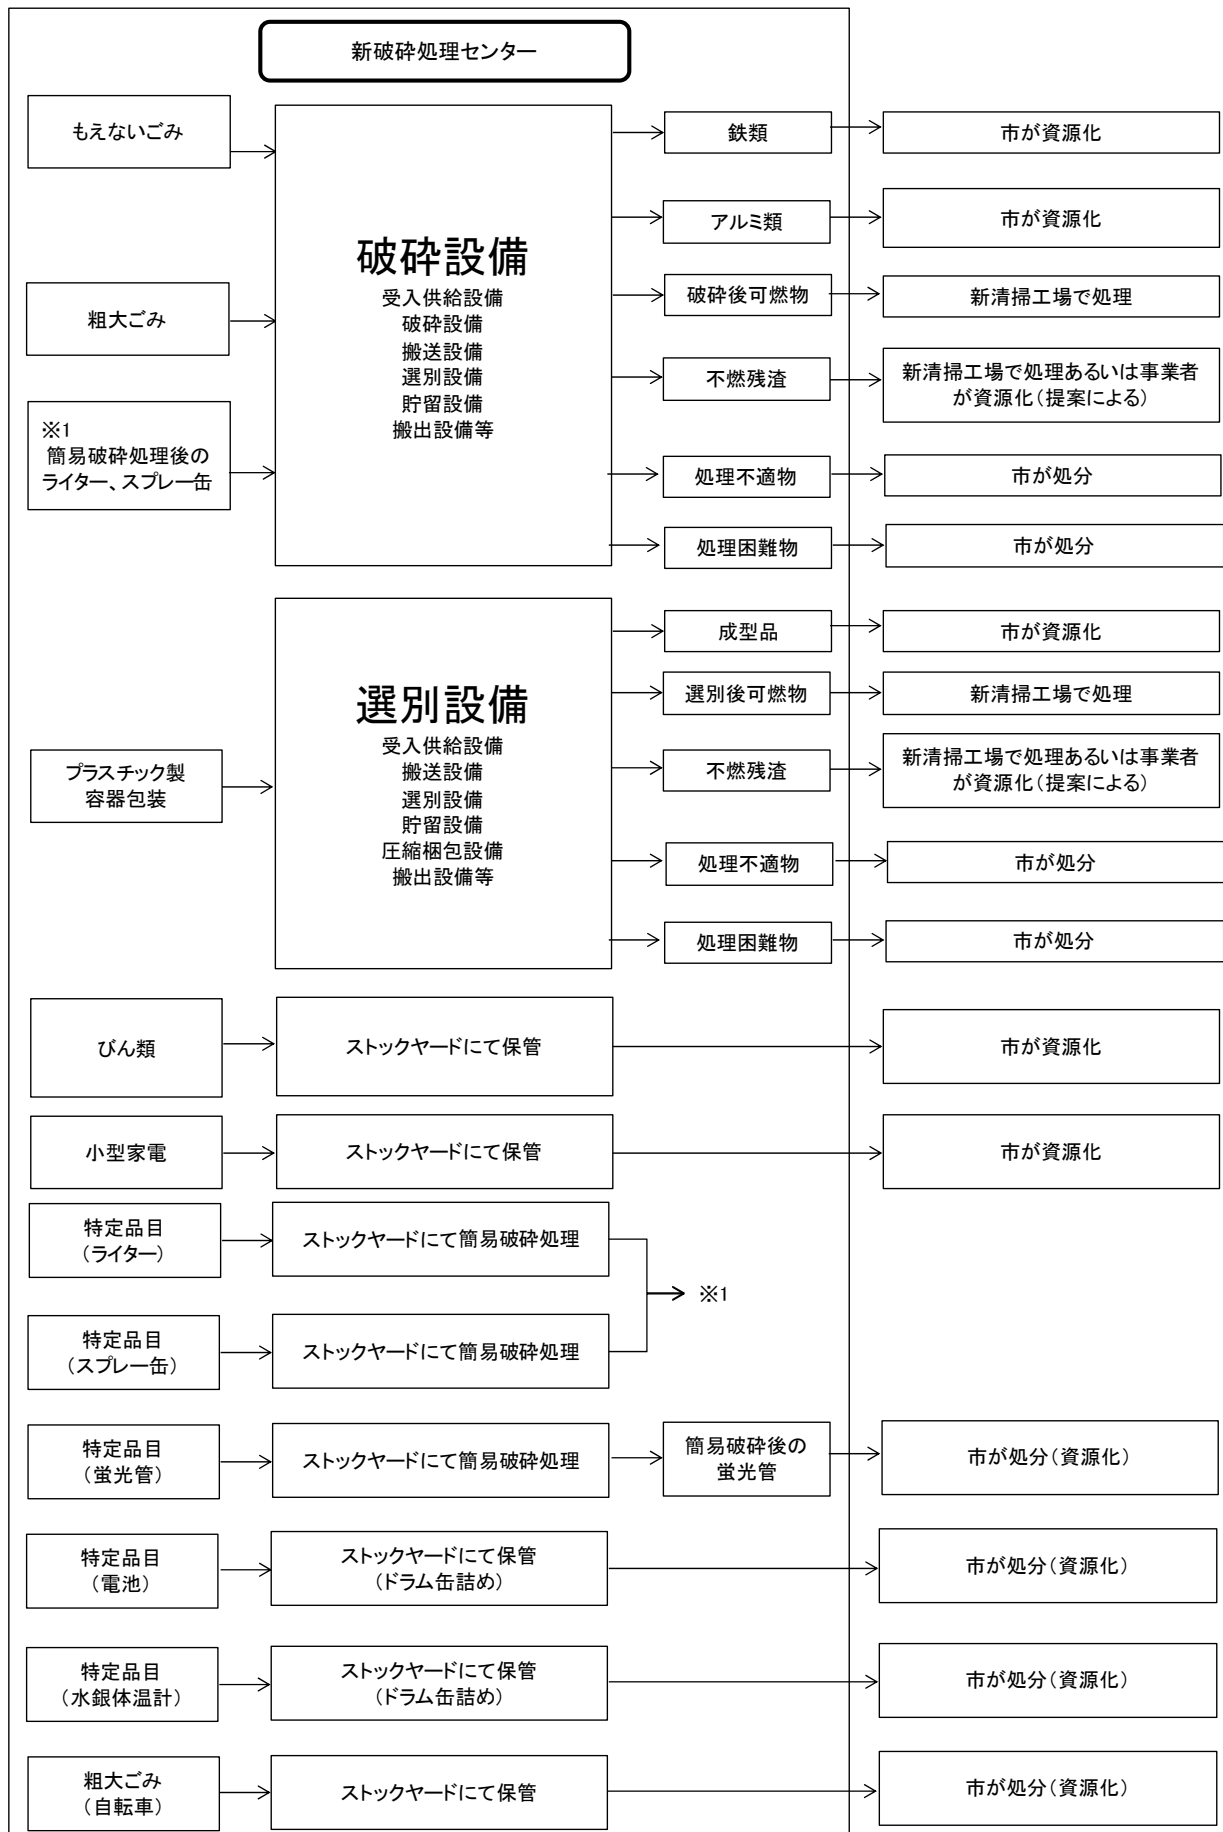 新破砕処理センター
もえないごみ
粗大ごみ
※1
簡易破砕処理後の
ライター、スプレー缶
破砕設備
受入供給設備
破砕設備
搬送設備
選別設備
貯留設備
搬出設備等
鉄類
市が資源化
アルミ類
市が資源化
破砕後可燃物
新清掃工場で処理
不燃残渣
新清掃工場で処理あるいは事業者
が資源化(提案による)
処理不適物
市が処分
処理困難物
市が処分
プラスチック製
容器包装
選別設備
受入供給設備
搬送設備
選別設備
貯留設備
圧縮梱包設備
搬出設備等
成型品
市が資源化
選別後可燃物
新清掃工場で処理
不燃残渣
新清掃工場で処理あるいは事業者
が資源化(提案による)
処理不適物
市が処分
処理困難物
市が処分
びん類
ストックヤードにて保管
市が資源化
小型家電
ストックヤードにて保管
市が資源化
特定品目
(ライター)
ストックヤードにて簡易破砕処理
※1
特定品目
(スプレー缶)
ストックヤードにて簡易破砕処理
特定品目
(蛍光管)
ストックヤードにて簡易破砕処理
簡易破砕後の
蛍光管
市が処分(資源化)
特定品目
(電池)
ストックヤードにて保管
(ドラム缶詰め)
市が処分(資源化)
特定品目
(水銀体温計)
ストックヤードにて保管
(ドラム缶詰め)
市が処分(資源化)
粗大ごみ
(自転車)
ストックヤードにて保管
市が処分(資源化)